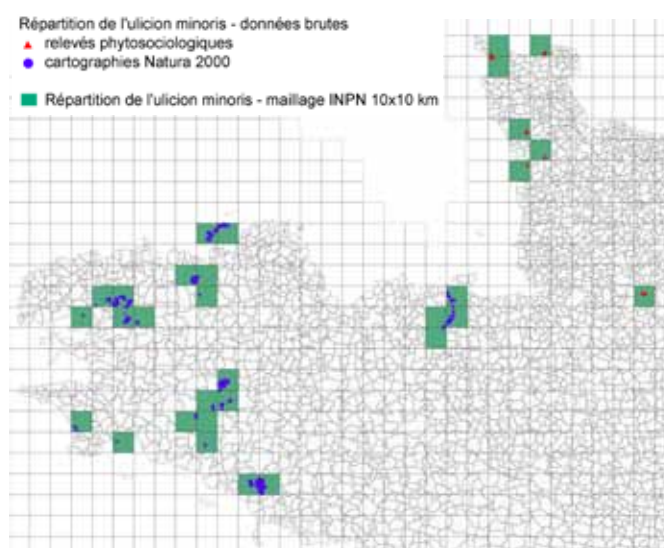 Répartition de l'ulicion minoris - données brutes
relevés phytosociologiques
cartographies Natura 2000
Répartition de l'ulicion minoris - maillage INPN 10x10 km